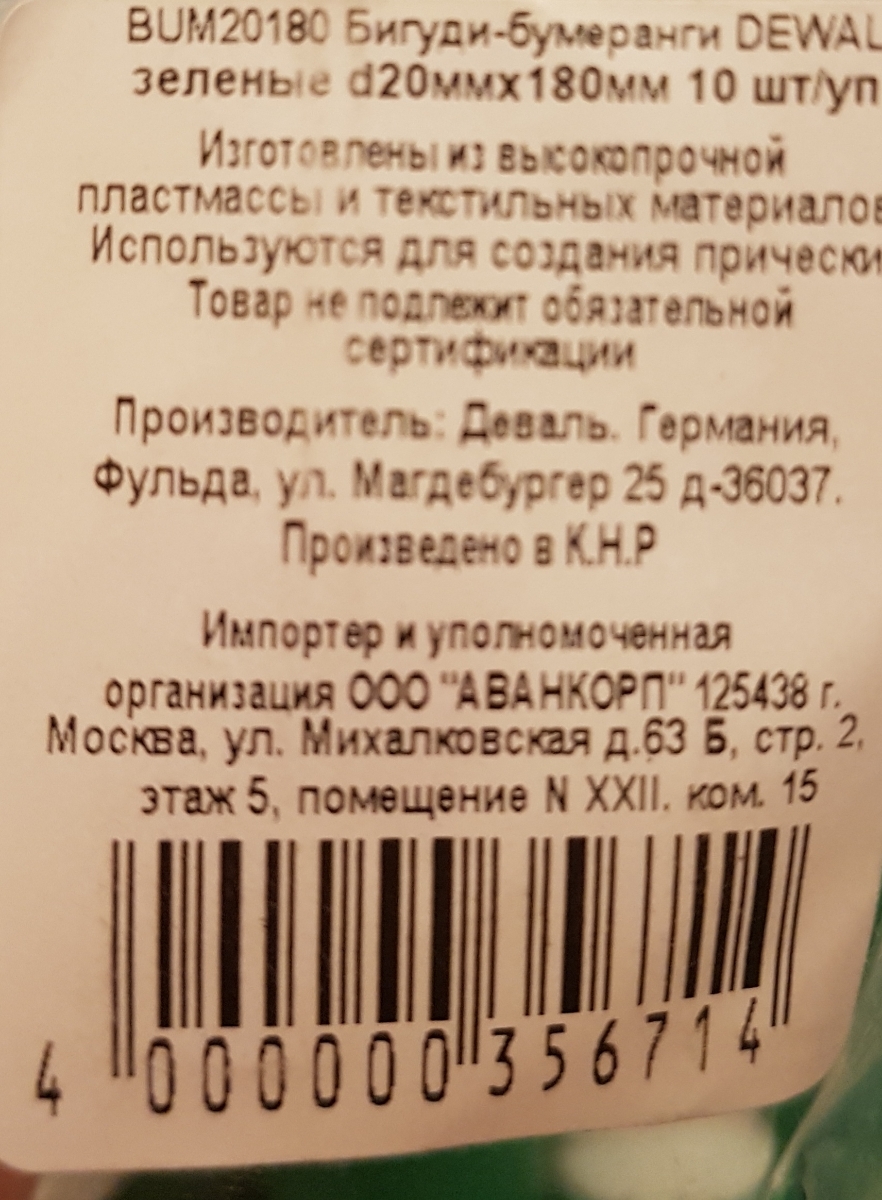 BUM20180 Бигуди-бумеранги DEWAL
зеленые d20ммх180мм 10 шт/уп
Изготовлены из высокопрочной
пластмассы и текстильных материалов
Используются для создания прически
Товар не подлежит обязательной
сертификации
Производитель: Деваль. Германия,
Фульда, ул. Магдебургер 25 д-36037.
Произведено в К.Н.Р
Импортер и уполномоченная
организация ООО "АВАНКОРП" 125438 г.
Москва, ул. Михалковская д.63 Б, стр. 2,
этаж 5, помещение N XXII. ком. 15
4 000000 356714